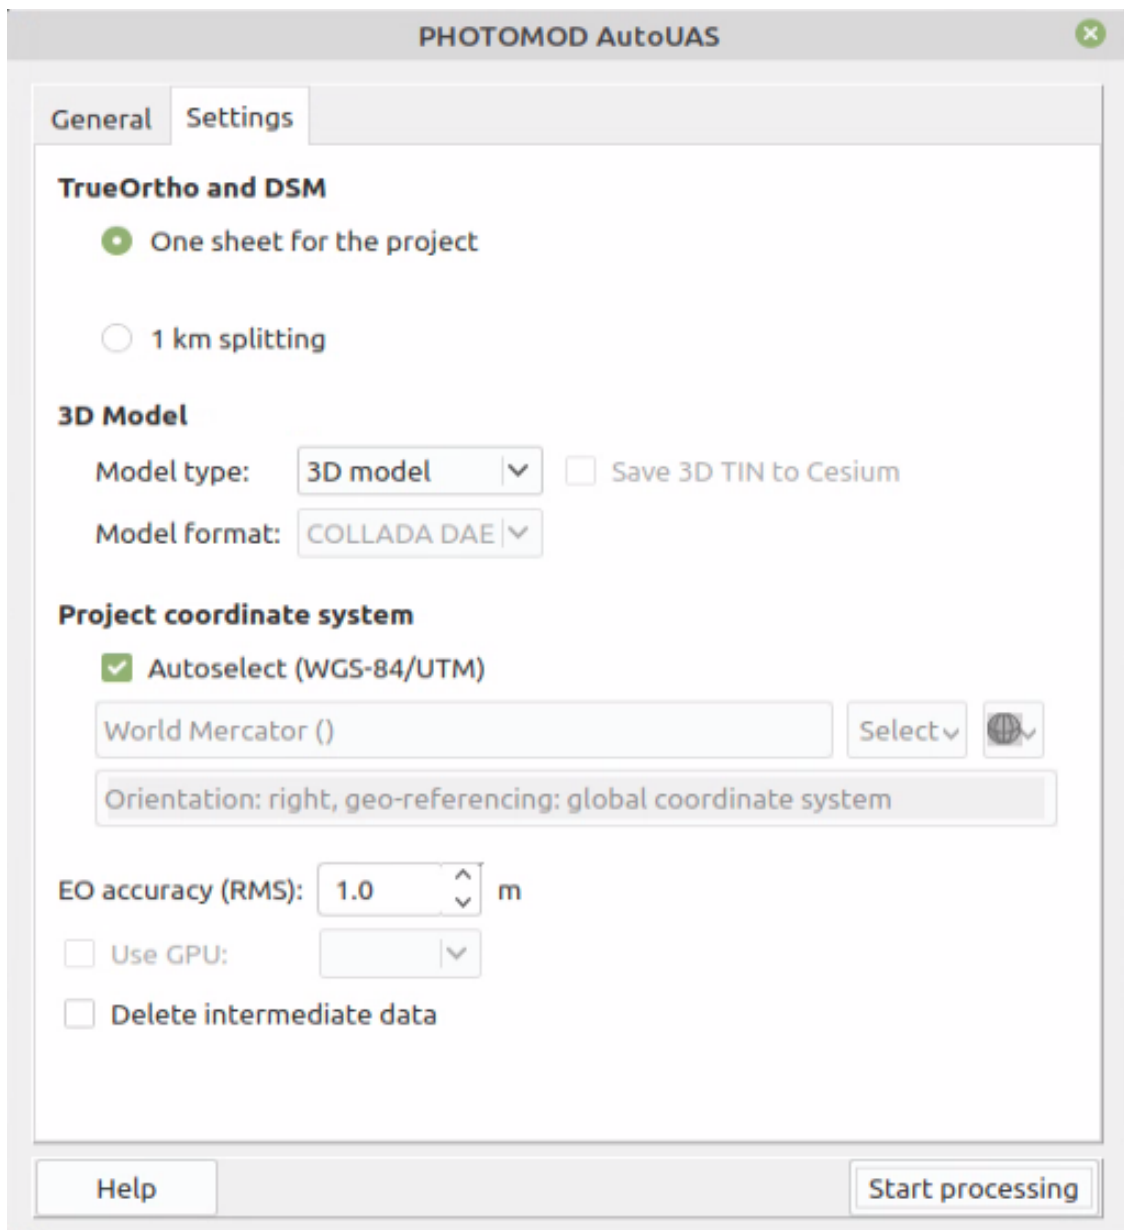 PHOTOMOD AutoUAS
General Settings
TrueOrtho and DSM
One sheet for the project
1 km splitting
3D Model
Model type: 3D model Save 3D TIN to Cesium
Model format: COLLADA DAE
Project coordinate system
Autoselect (WGS-84/UTM)
World Mercator () Select
Orientation: right, geo-referencing: global coordinate system
EO accuracy (RMS): 1.0 m
Use GPU:
Delete intermediate data
Help Start processing